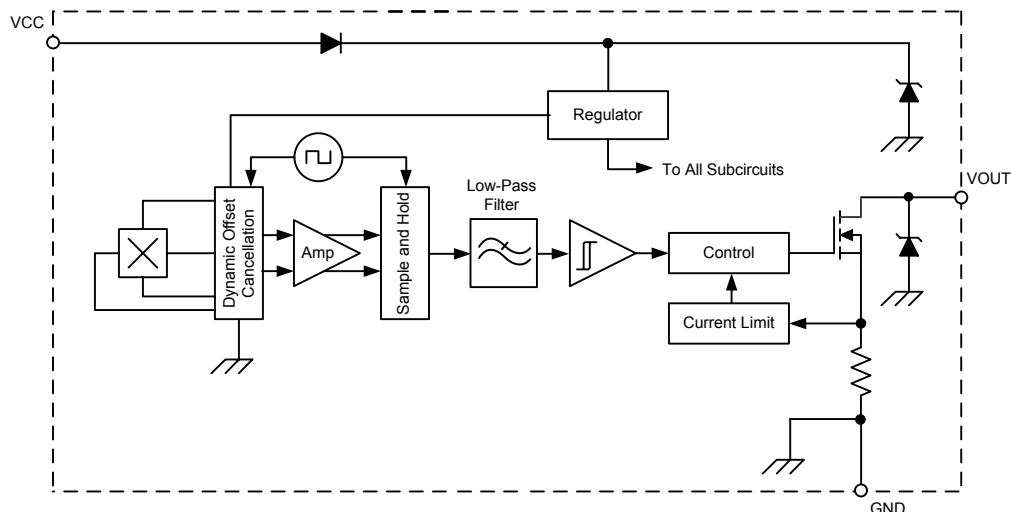 VCC
Regulator
To All Subcircuits
VOUT
Low-Pass
Filter
Dynamic Offset
Cancellation
Amp
Sample and Hold
Control
Current Limit
GND